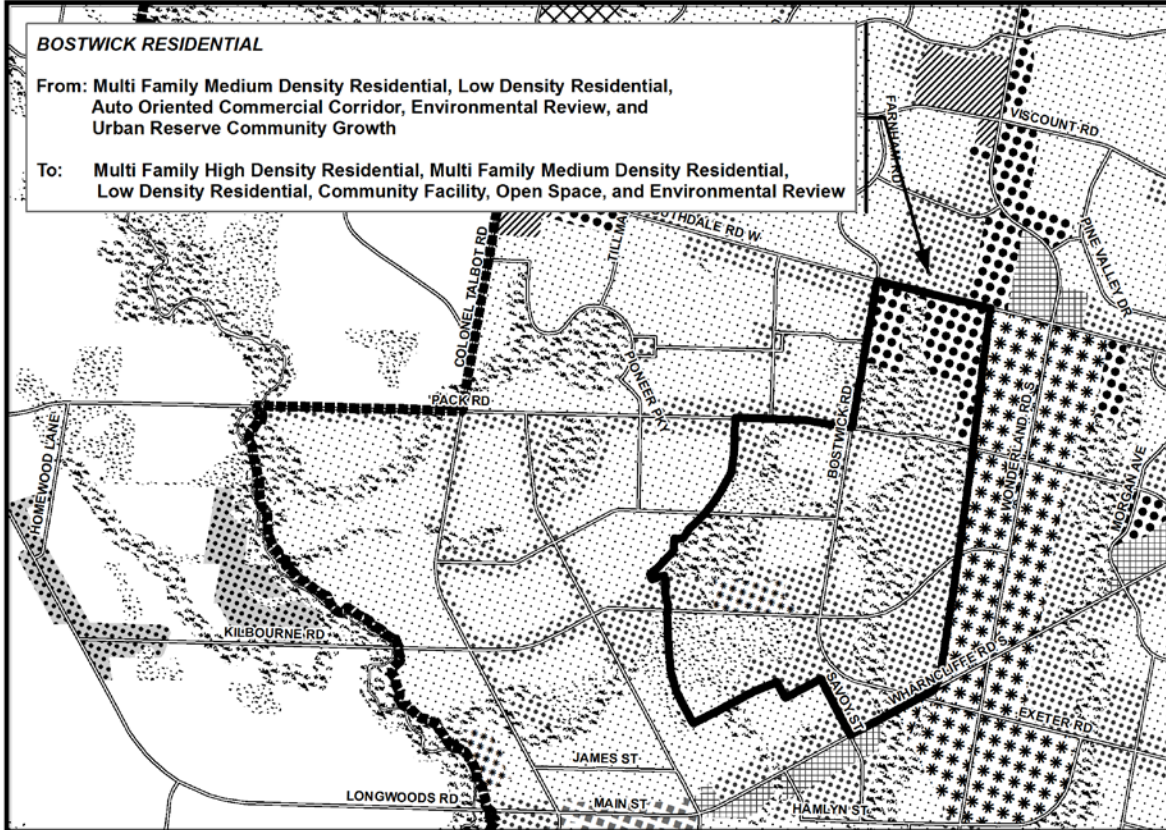 BOSTWICK RESIDENTIAL
From: Multi Family Medium Density Residential, Low Density Residential,
Auto Oriented Commercial Corridor, Environmental Review, and
Urban Reserve Community Growth
To: Multi Family High Density Residential, Multi Family Medium Density Residential,
Low Density Residential, Community Facility, Open Space, and Environmental Review
FARNHAM RD
VISCOUNT RD
PINE VALLEY DR
RD W
COLONEL TALBOT RD
PIONEER PKY
PACK RD
BOSTWICK RD
WONDERLAND RD S
MORGAN AVE
HOMEWOOD LANE
KILBOURNE RD
SAVOY ST
WHARNCLIFFE RD S
EXETER RD
JAMES ST
LONGWOODS RD
MAIN ST
HAMLYN ST